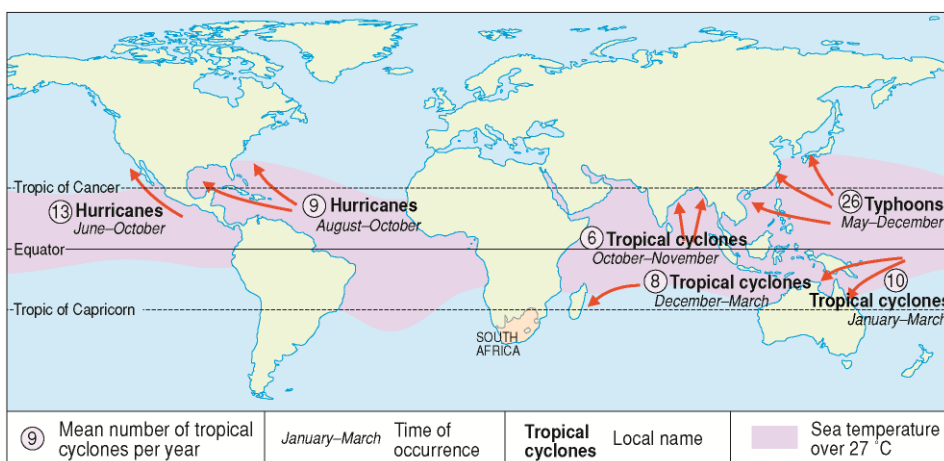 Tropic of Cancer
13 Hurricanes
June–October
9 Hurricanes
August–October
26 Typhoons
May–December
Equator
6 Tropical cyclones
October–November
8 Tropical cyclones
December–March
10
Tropical cyclones
January–March
Tropic of Capricorn
SOUTH
AFRICA
9 Mean number of tropical
cyclones per year
January–March Time of
occurrence
Tropical
cyclones Local name
Sea temperature
over 27 °C